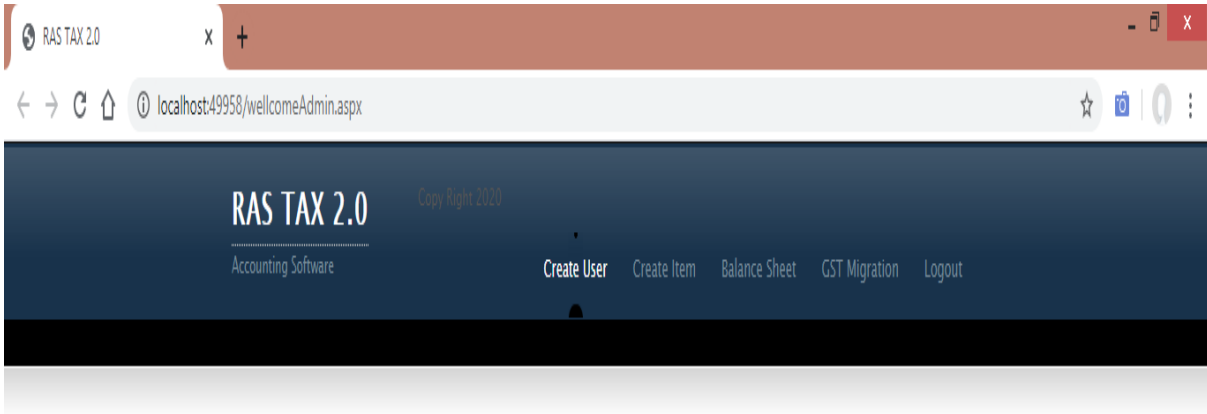 RAS TAX 2.0
localhost:49958/wellcomeAdmin.aspx
RAS TAX 2.0
Copy Right 2020
Accounting Software
Create User Create Item Balance Sheet GST Migration Logout